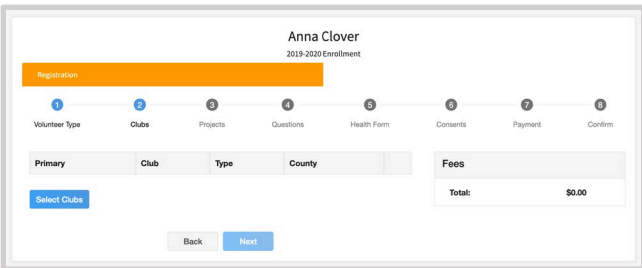 Anna Clover
2019-2020 Enrollment
Registration
1 2 3 4 5 6 7 8
Volunteer Type Clubs Projects Questions Health Form Consents Payment Confirm
Primary Club Type County
Select Clubs
Fees
Total: $0.00
Back Next